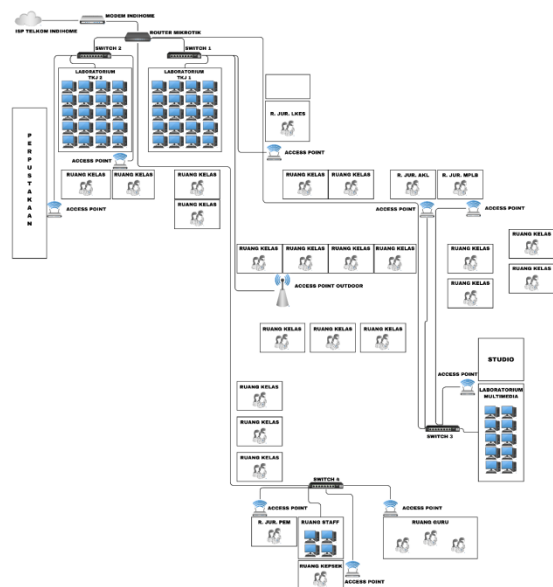 MODEM INDIHOME
ISP TELKOM INDIHOME
ROUTER MIKROTIK
SWITCH 2
SWITCH 1
LABORATORIUM
TKJ 2
LABORATORIUM
TKJ 1
R. JUR. LKES
ACCESS POINT
PERPUSTAKAAN
ACCESS POINT
RUANG KELAS
RUANG KELAS
RUANG KELAS
RUANG KELAS
RUANG KELAS
R. JUR. AKL
R. JUR. MPLB
RUANG KELAS
ACCESS POINT
ACCESS POINT
ACCESS POINT
RUANG KELAS
RUANG KELAS
RUANG KELAS
RUANG KELAS
RUANG KELAS
RUANG KELAS
RUANG KELAS
RUANG KELAS
ACCESS POINT OUTDOOR
RUANG KELAS
RUANG KELAS
RUANG KELAS
STUDIO
ACCESS POINT
RUANG KELAS
LABORATORIUM
MULTIMEDIA
RUANG KELAS
SWITCH 3
RUANG KELAS
SWITCH 4
ACCESS POINT
ACCESS POINT
R. JUR. PEM
RUANG STAFF
RUANG GURU
RUANG KEPSEK
ACCESS POINT